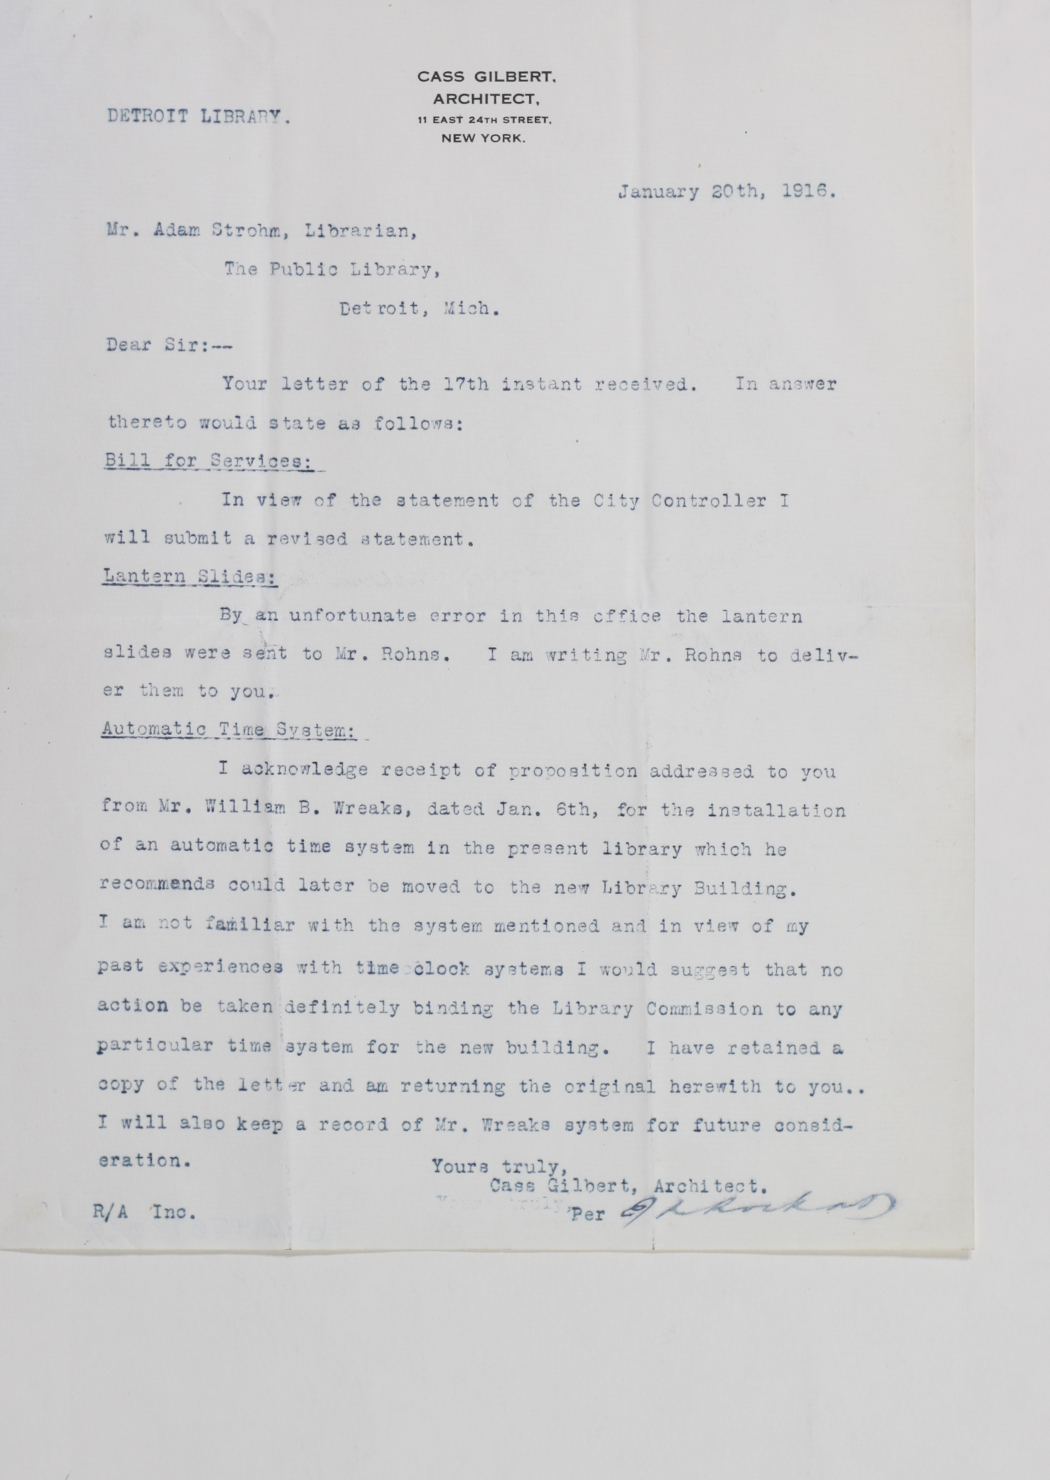 CASS GILBERT,
ARCHITECT,
11 EAST 24TH STREET,
NEW YORK.
DETROIT LIBRARY.
January 20th, 1916.
Mr. Adam Strohm, Librarian,
The Public Library,
Detroit, Mich.
Dear Sir:--
Your letter of the 17th instant received. In answer
thereto would state as follows:
Bill for Services:
In view of the statement of the City Controller I
will submit a revised statement.
Lantern Slides:
By an unfortunate error in this office the lantern
slides were sent to Mr. Rohns. I am writing Mr. Rohns to deliv-
er them to you.
Automatic Time System:
I acknowledge receipt of proposition addressed to you
from Mr. William B. Wreaks, dated Jan. 6th, for the installation
of an automatic time system in the present library which he
recommends could later be moved to the new Library Building.
I am not familiar with the system mentioned and in view of my
past experiences with time clock systems I would suggest that no
action be taken definitely binding the Library Commission to any
particular time system for the new building. I have retained a
copy of the letter and am returning the original herewith to you..
I will also keep a record of Mr. Wreaks system for future consid-
eration.
Yours truly,
Cass Gilbert, Architect.
R/A Inc.
Per